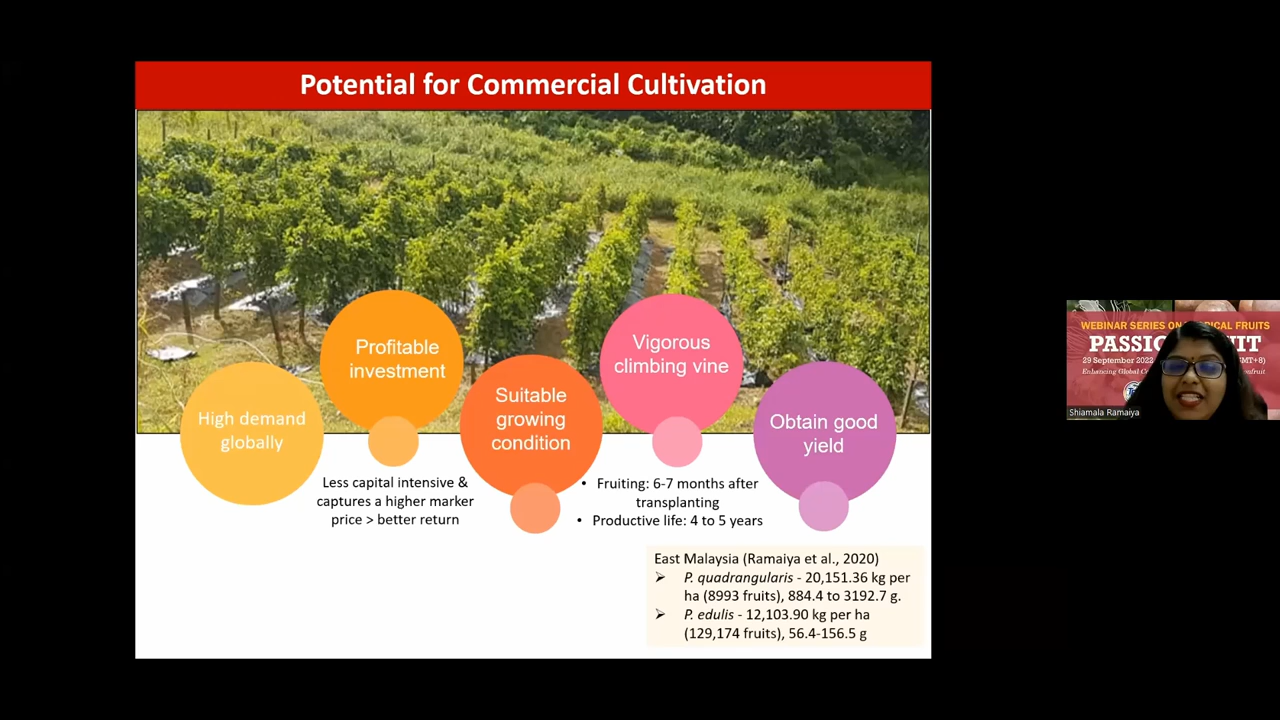 Potential for Commercial Cultivation
High demand
globally
Profitable
investment
Less capital intensive &
captures a higher marker
price > better return
Suitable
growing
condition
Vigorous
climbing vine
• Fruiting: 6-7 months after
transplanting
• Productive life: 4 to 5 years
Obtain good
yield
East Malaysia (Ramaiya et al., 2020)
➢ P. quadrangularis - 20,151.36 kg per
ha (8993 fruits), 884.4 to 3192.7 g.
➢ P. edulis - 12,103.90 kg per ha
(129,174 fruits), 56.4-156.5 g
WEBINAR SERIES ON FRUITS
29 September 2022
Enhancing Global
Shiamala Ramaiya